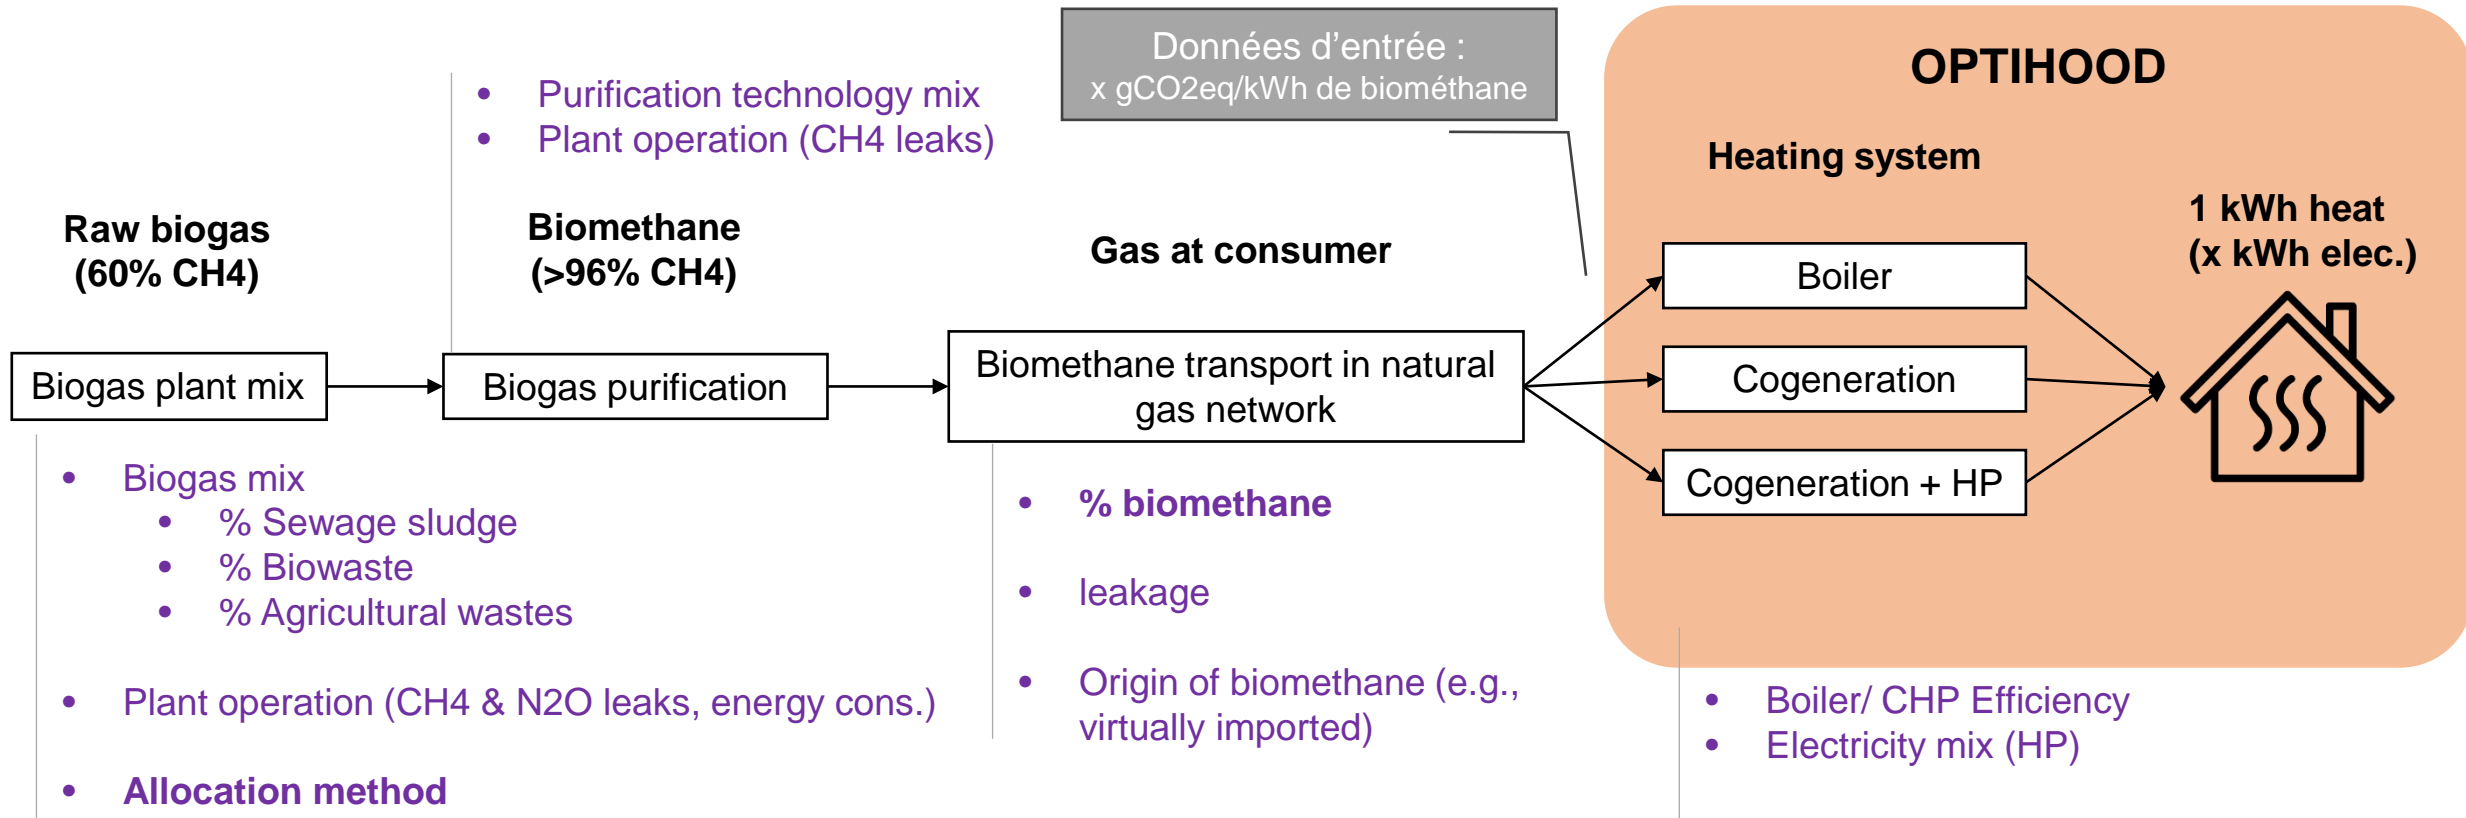 Données d'entrée :
x gCO2eq/kWh de biométhane
OPTIHOOD
• Purification technology mix
• Plant operation (CH4 leaks)
Heating system
Raw biogas
(60% CH4)
Biomethane
(>96% CH4)
Gas at consumer
1 kWh heat
(x kWh elec.)
Biogas plant mix
Biogas purification
Biomethane transport in natural
gas network
Boiler
Cogeneration
Cogeneration + HP
• Biogas mix
• % Sewage sludge
• % Biowaste
• % Agricultural wastes
• Plant operation (CH4 & N2O leaks, energy cons.)
• Allocation method
• % biomethane
• leakage
• Origin of biomethane (e.g.,
virtually imported)
• Boiler/ CHP Efficiency
• Electricity mix (HP)